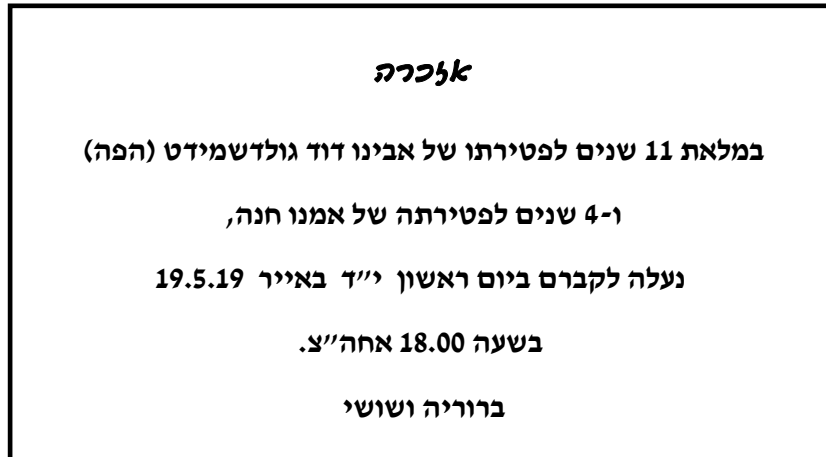 אזכרה
במלאת 11 שנים לפטירתו של אבינו דוד גולדשמידט (הפה)
ו-4 שנים לפטירתה של אמנו חנה,
נעלה לקברם ביום ראשון י״ד באייר 19.5.19
בשעה 18.00 אחה״צ.
ברוריה ושושי